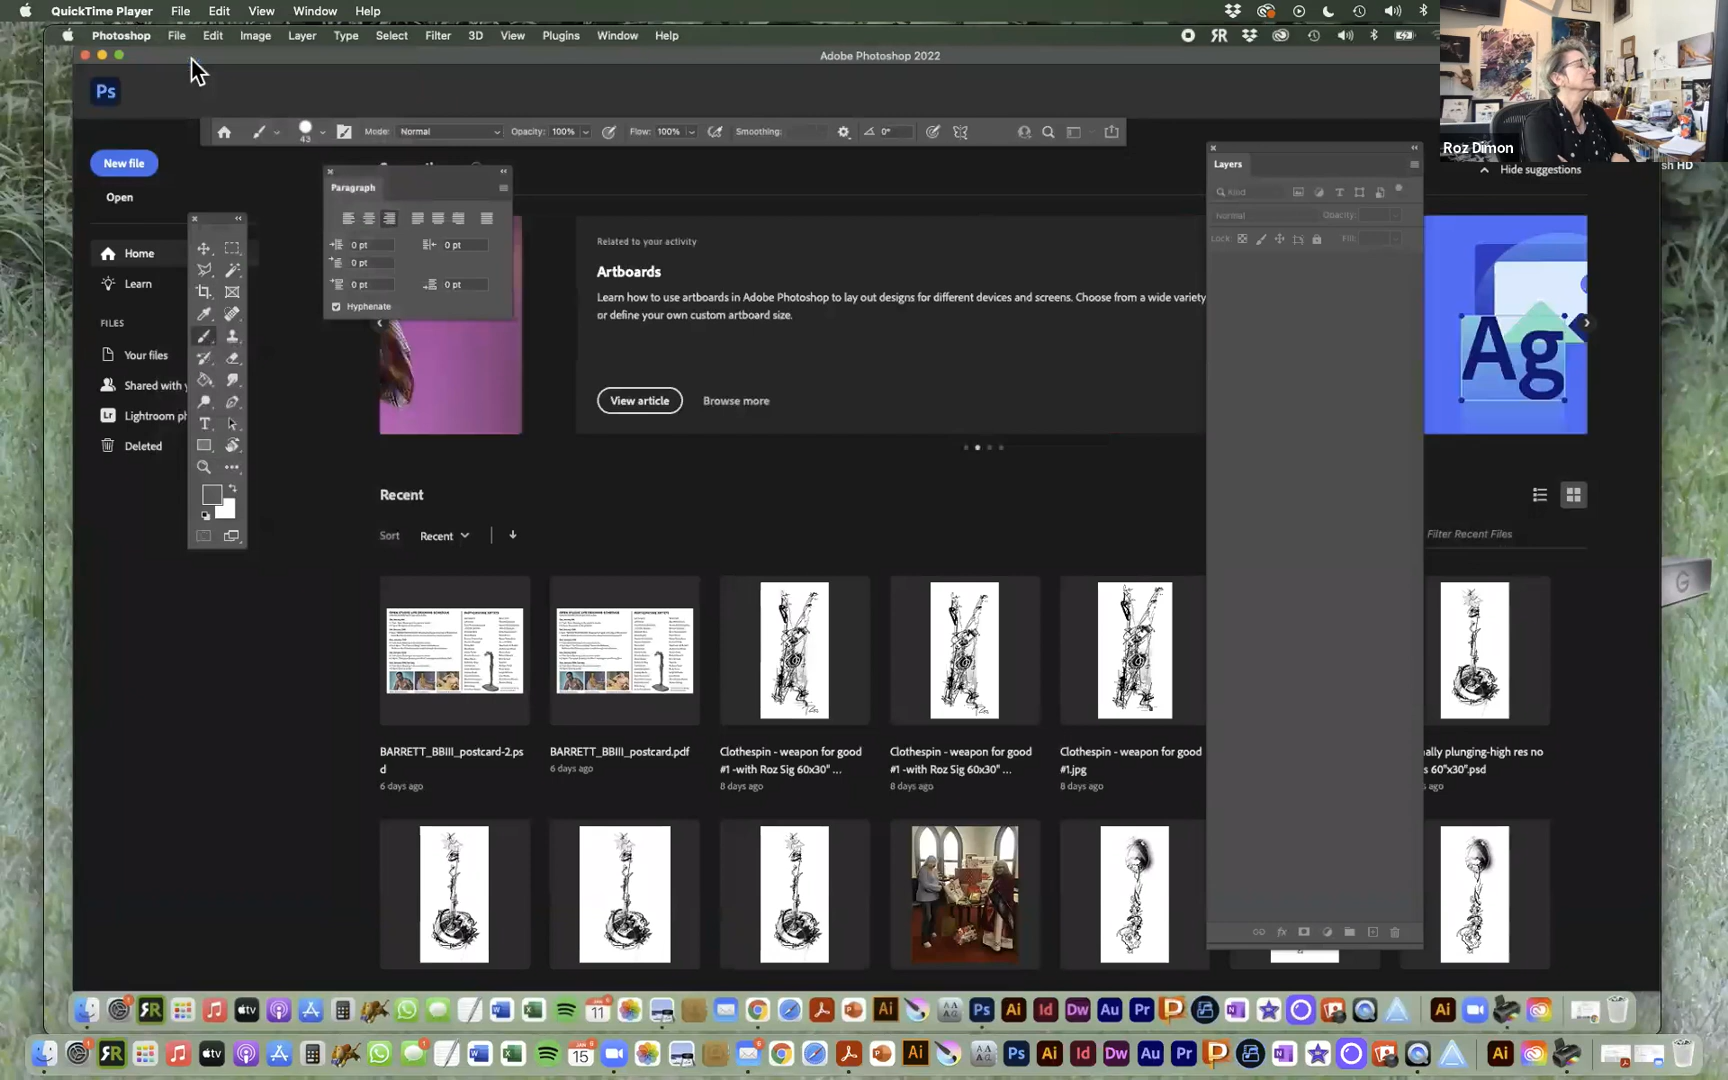 QuickTime Player File Edit View Window Help
Photoshop File Edit Image Layer Type Select Filter 3D View Plugins Window Help
Adobe Photoshop 2022
Ps
Roz Dimon
sh HD
43 Mode: Normal Opacity: 100% Flow: 100% Smoothing: 0°
New file
Open
Home
Learn
FILES
Your files
Shared with y
Lightroom ph
Lr
Deleted
Paragraph
0 pt 0 pt
0 pt
0 pt 0 pt
Hyphenate
Hide suggestions
Related to your activity
Artboards
Learn how to use artboards in Adobe Photoshop to lay out designs for different devices and screens. Choose from a wide variety
or define your own custom artboard size.
View article Browse more
Layers
Kind
Normal Opacity:
Lock: Fill:
Ag
G
Recent
Sort Recent
Filter Recent Files
BARRETT_BBIII_postcard-2.ps
d
6 days ago
BARRETT_BBIII_postcard.pdf
6 days ago
Clothespin - weapon for good
#1 -with Roz Sig 60x30" ...
8 days ago
Clothespin - weapon for good
#1 -with Roz Sig 60x30" ...
8 days ago
Clothespin - weapon for good
#1.jpg
8 days ago
ally plunging-high res no
60"x30".psd
ago